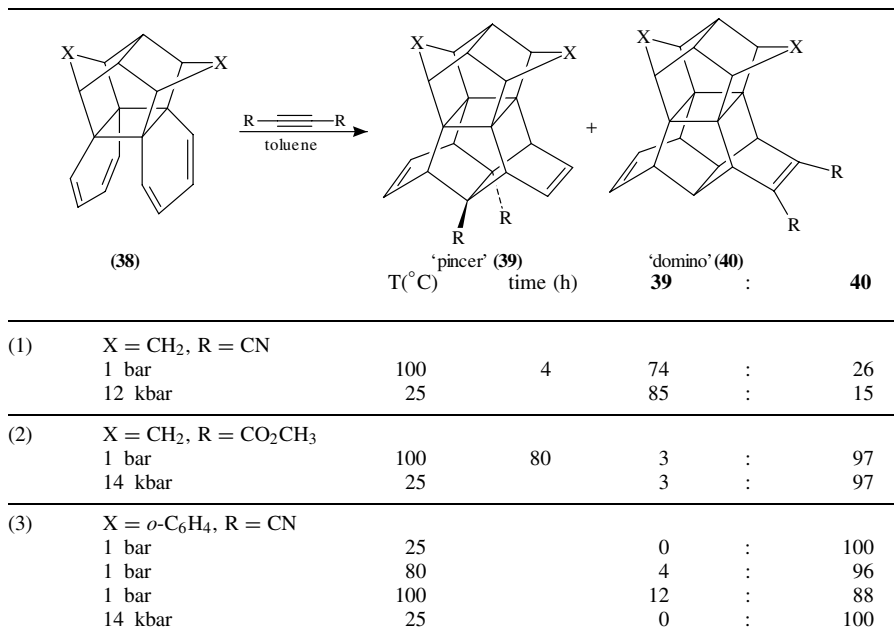 X
X
X
X
X
X
R
R
toluene
+
R
R
R
R
(38)
'pincer' (39)
'domino' (40)
T(°C) time (h) 39 : 40
(1) X = CH₂, R = CN
1 bar 100 4 74 : 26
12 kbar 25 85 : 15
(2) X = CH₂, R = CO₂CH₃
1 bar 100 80 3 : 97
14 kbar 25 3 : 97
(3) X = o-C₆H₄, R = CN
1 bar 25 0 : 100
1 bar 80 4 : 96
1 bar 100 12 : 88
14 kbar 25 0 : 100